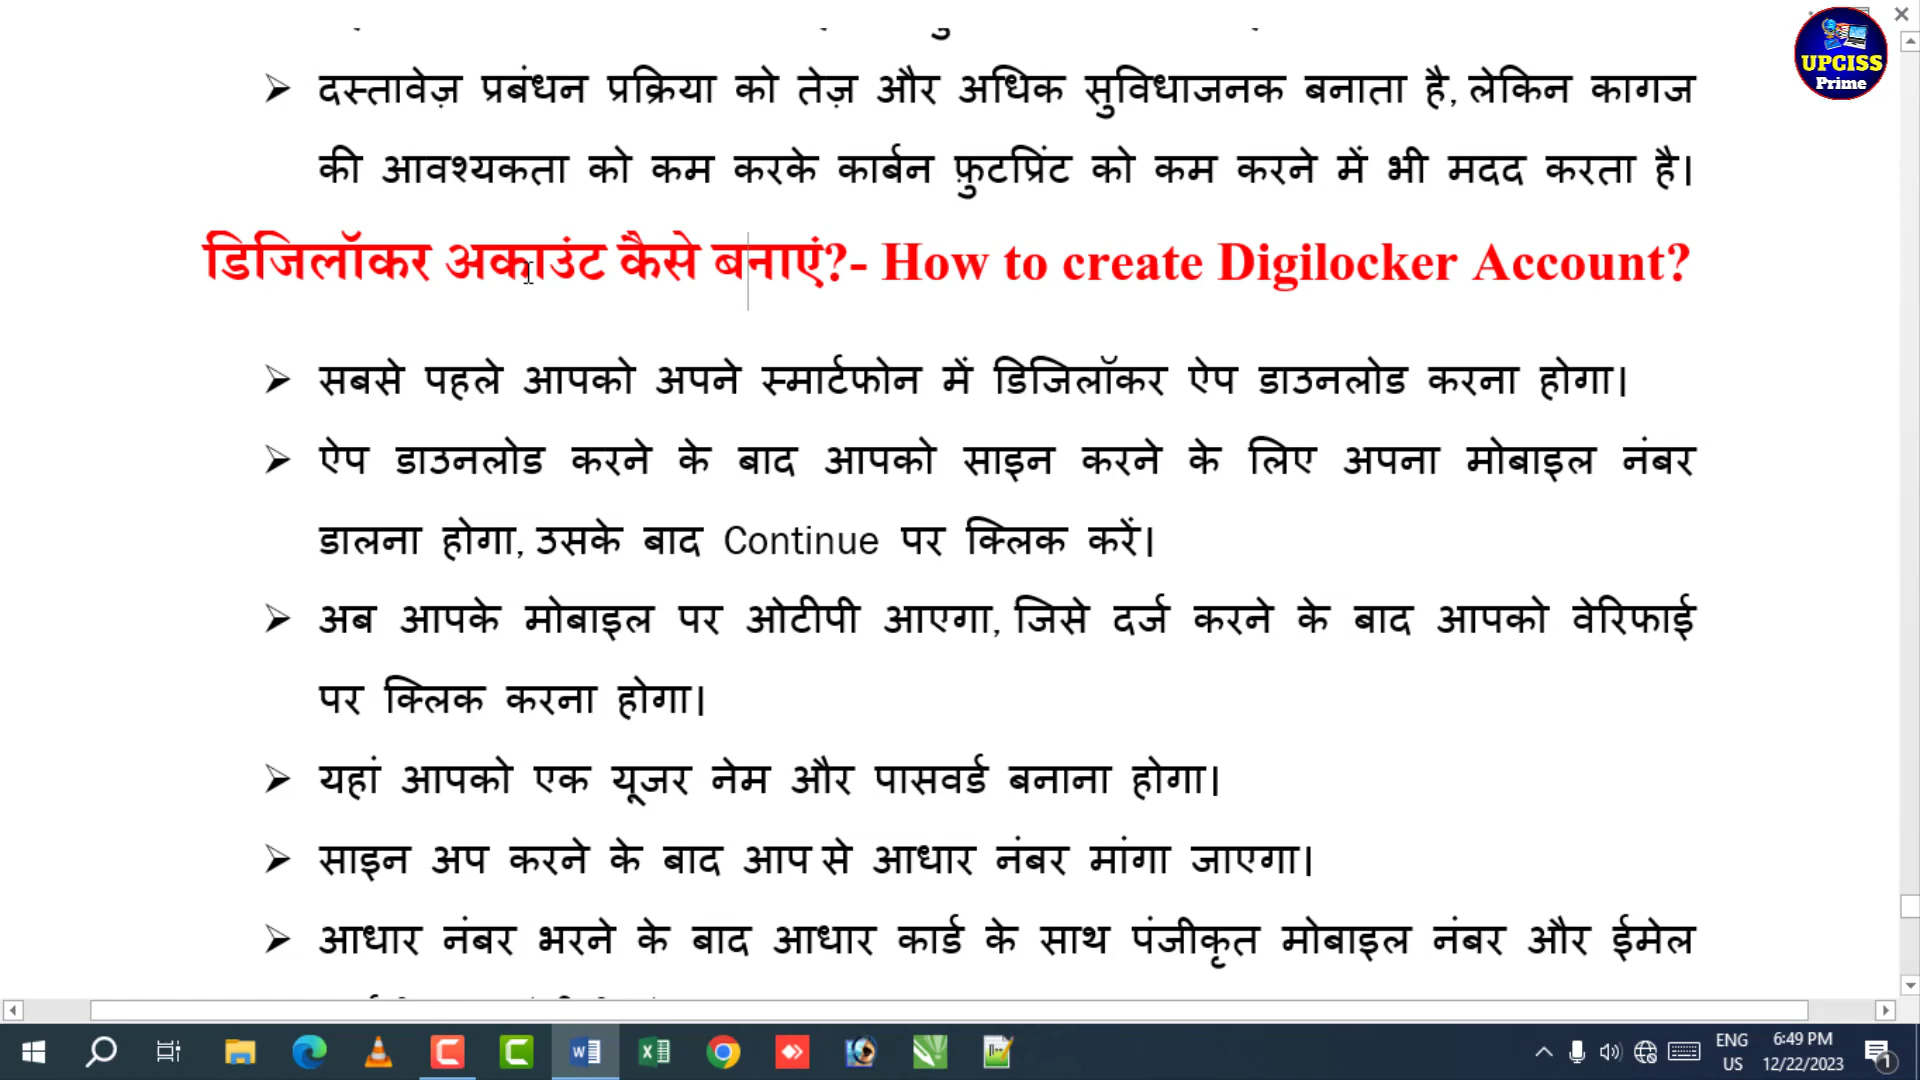 UPCISS
Prime
दस्तावेज़ प्रबंधन प्रक्रिया को तेज़ और अधिक सुविधाजनक बनाता है, लेकिन कागज
की आवश्यकता को कम करके कार्बन फ़ुटप्रिंट को कम करने में भी मदद करता है।
डिजिलॉकर अकाउंट कैसे बनाएं?- How to create Digilocker Account?
सबसे पहले आपको अपने स्मार्टफोन में डिजिलॉकर ऐप डाउनलोड करना होगा।
ऐप डाउनलोड करने के बाद आपको साइन करने के लिए अपना मोबाइल नंबर
डालना होगा, उसके बाद Continue पर क्लिक करें।
अब आपके मोबाइल पर ओटीपी आएगा, जिसे दर्ज करने के बाद आपको वेरिफाई
पर क्लिक करना होगा।
यहां आपको एक यूजर नेम और पासवर्ड बनाना होगा।
साइन अप करने के बाद आप से आधार नंबर मांगा जाएगा।
आधार नंबर भरने के बाद आधार कार्ड के साथ पंजीकृत मोबाइल नंबर और ईमेल
ENG
US
6:49 PM
12/22/2023
1